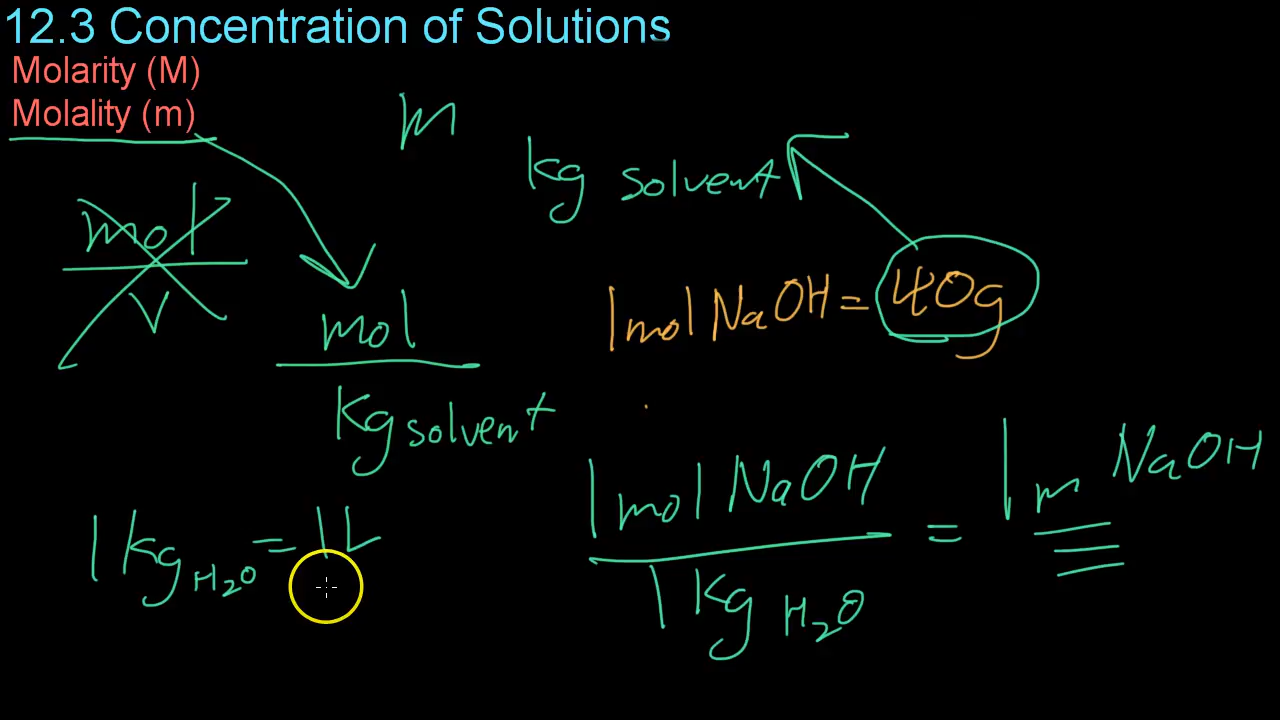 12.3 Concentration of Solutions
Molarity (M)
Molality (m)
m
kg solvent
mol
V
1 mol NaOH = 40g
mol
kg solvent
1 mol NaOH
1 kg H2O
= 1 m NaOH
1 kg H2O = 1L